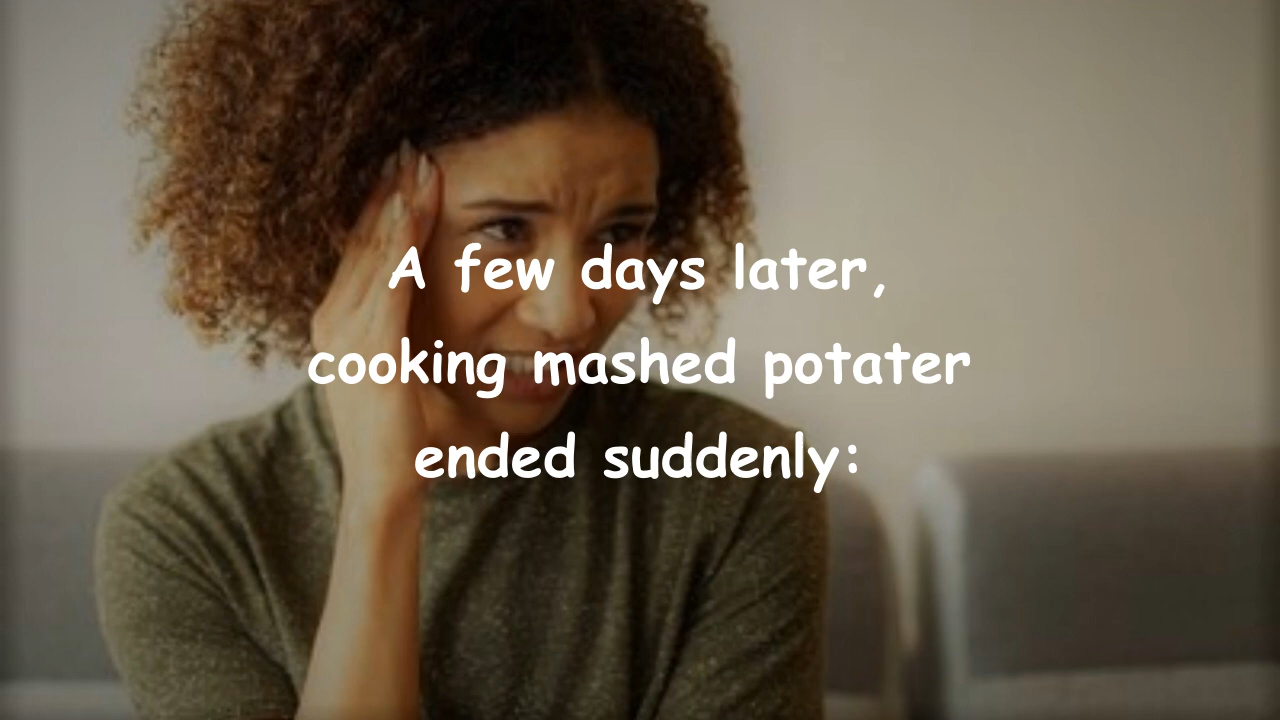 A few days later,
cooking mashed potater
ended suddenly: